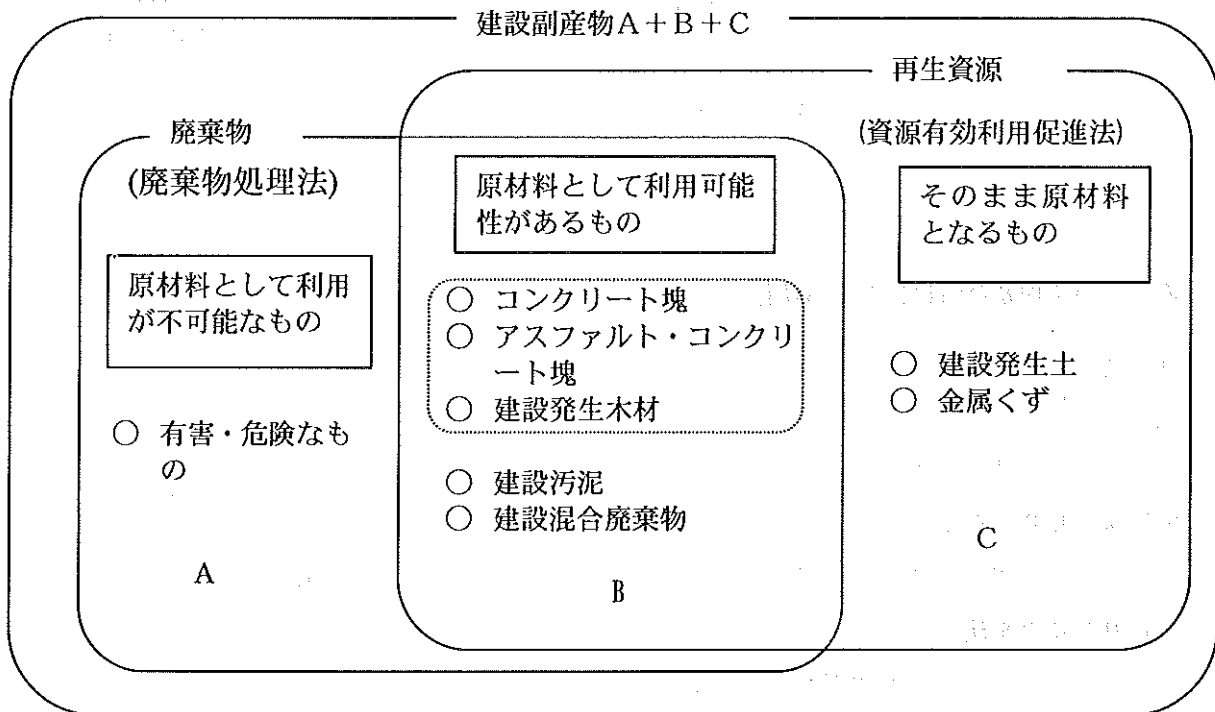 建設副産物A+B+C
再生資源
廃棄物
(資源有効利用促進法)
(廃棄物処理法)
原材料として利用可能
性があるもの
そのまま原材料
となるもの
原材料として利用
が不可能なもの
○ コンクリート塊
○ アスファルト・コンクリ
ート塊
○ 建設発生木材
○ 建設発生土
○ 金属くず
○ 有害・危険なも
の
○ 建設汚泥
○ 建設混合廃棄物
C
A
B